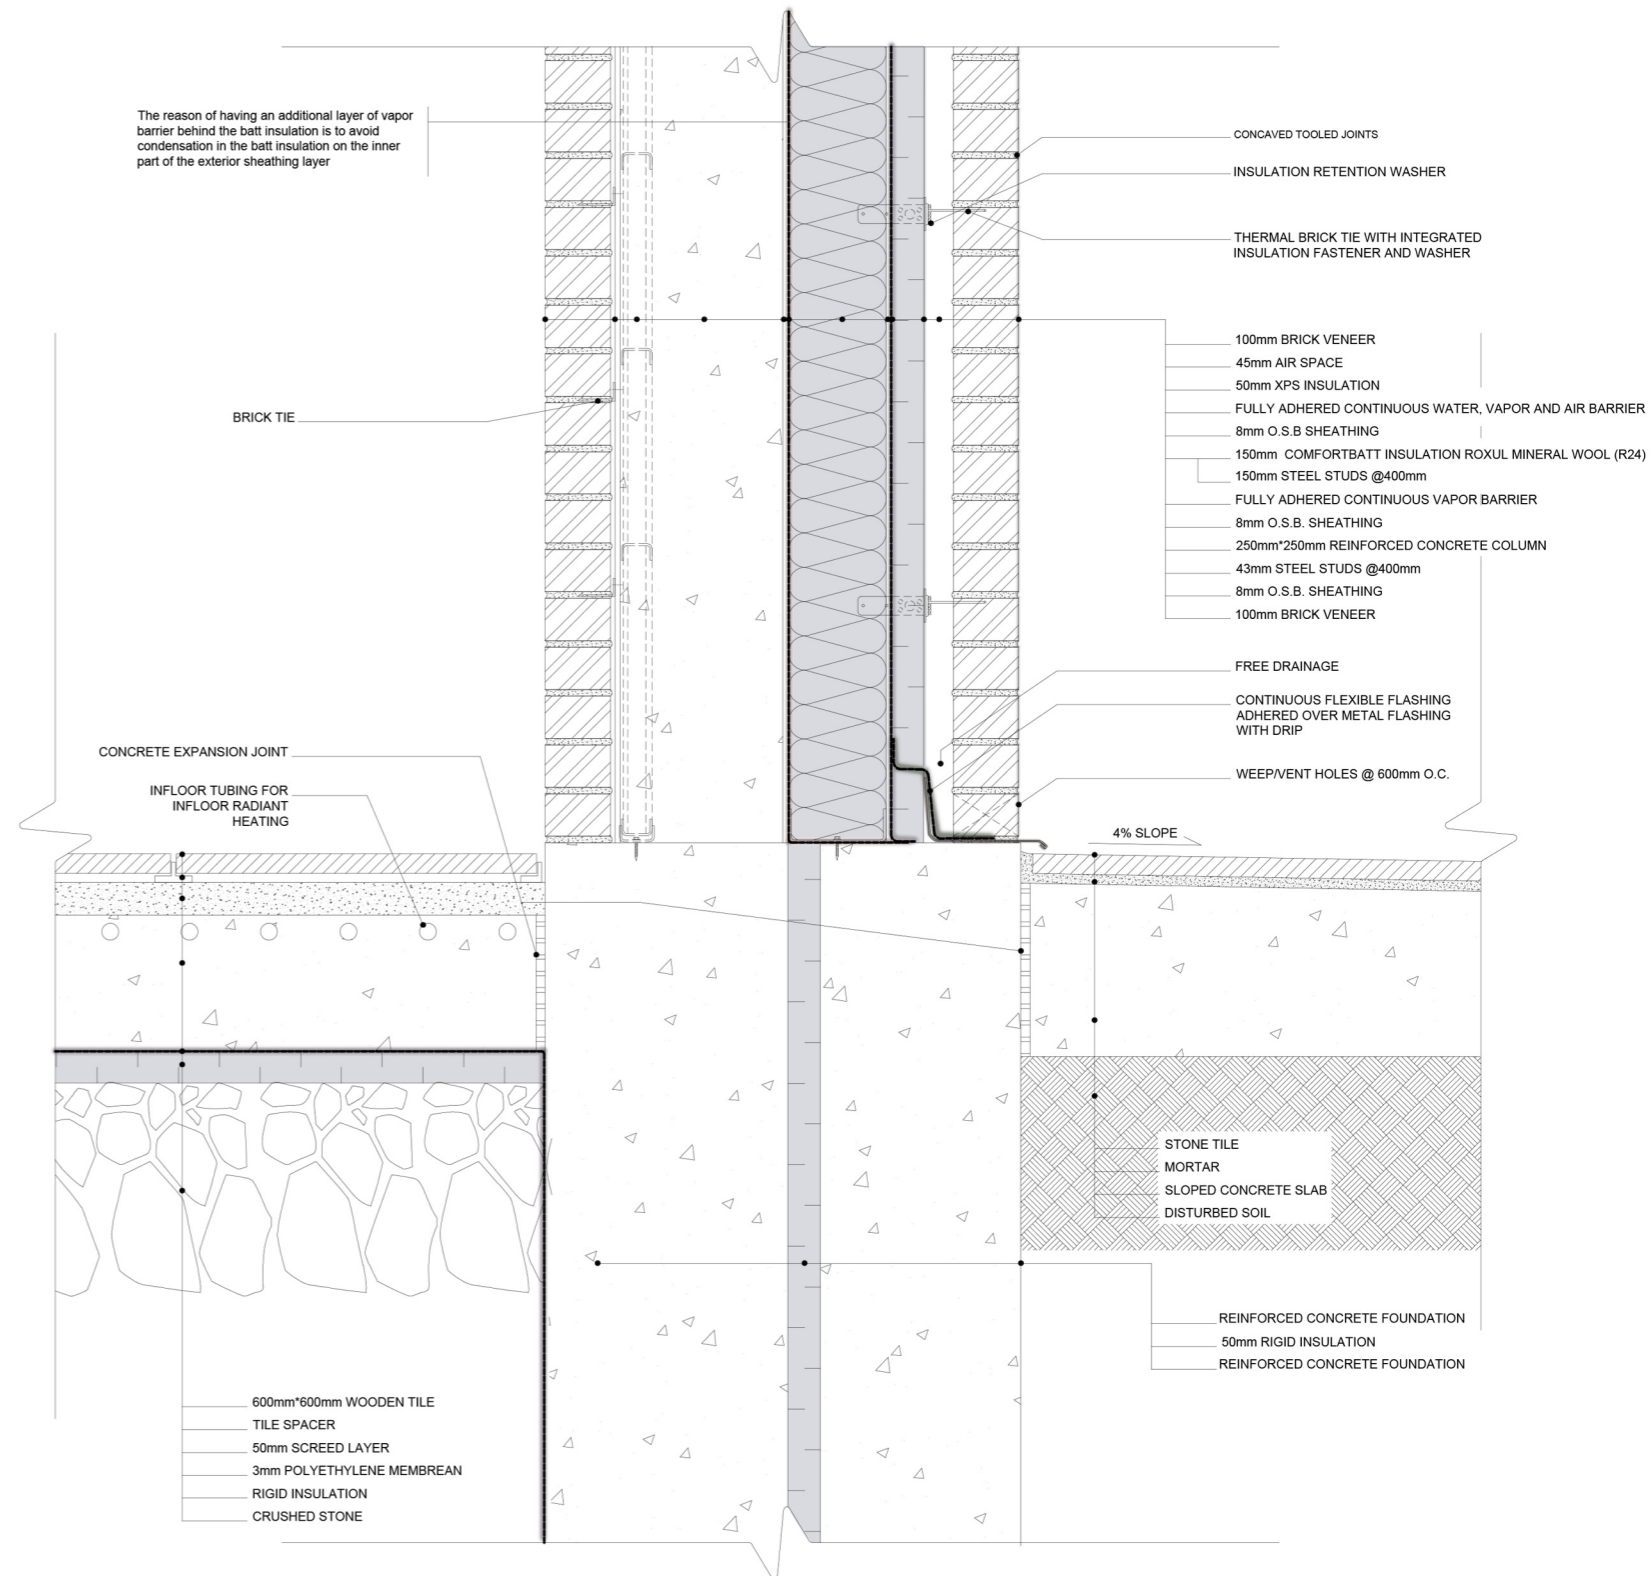 The reason of having an additional layer of vapor
barrier behind the batt insulation is to avoid
condensation in the batt insulation on the inner
part of the exterior sheathing layer
CONCAVED TOOLED JOINTS
INSULATION RETENTION WASHER
THERMAL BRICK TIE WITH INTEGRATED
INSULATION FASTENER AND WASHER
100mm BRICK VENEER
45mm AIR SPACE
50mm XPS INSULATION
FULLY ADHERED CONTINUOUS WATER, VAPOR AND AIR BARRIER
8mm O.S.B SHEATHING
150mm COMFORTBATT INSULATION ROXUL MINERAL WOOL (R24)
150mm STEEL STUDS @400mm
FULLY ADHERED CONTINUOUS VAPOR BARRIER
8mm O.S.B. SHEATHING
250mm*250mm REINFORCED CONCRETE COLUMN
43mm STEEL STUDS @400mm
8mm O.S.B. SHEATHING
100mm BRICK VENEER
BRICK TIE
FREE DRAINAGE
CONTINUOUS FLEXIBLE FLASHING
ADHERED OVER METAL FLASHING
WITH DRIP
WEEP/VENT HOLES @ 600mm O.C.
CONCRETE EXPANSION JOINT
INFLOOR TUBING FOR
INFLOOR RADIANT
HEATING
4% SLOPE
STONE TILE
MORTAR
SLOPED CONCRETE SLAB
DISTURBED SOIL
REINFORCED CONCRETE FOUNDATION
50mm RIGID INSULATION
REINFORCED CONCRETE FOUNDATION
600mm*600mm WOODEN TILE
TILE SPACER
50mm SCREED LAYER
3mm POLYETHYLENE MEMBREAN
RIGID INSULATION
CRUSHED STONE